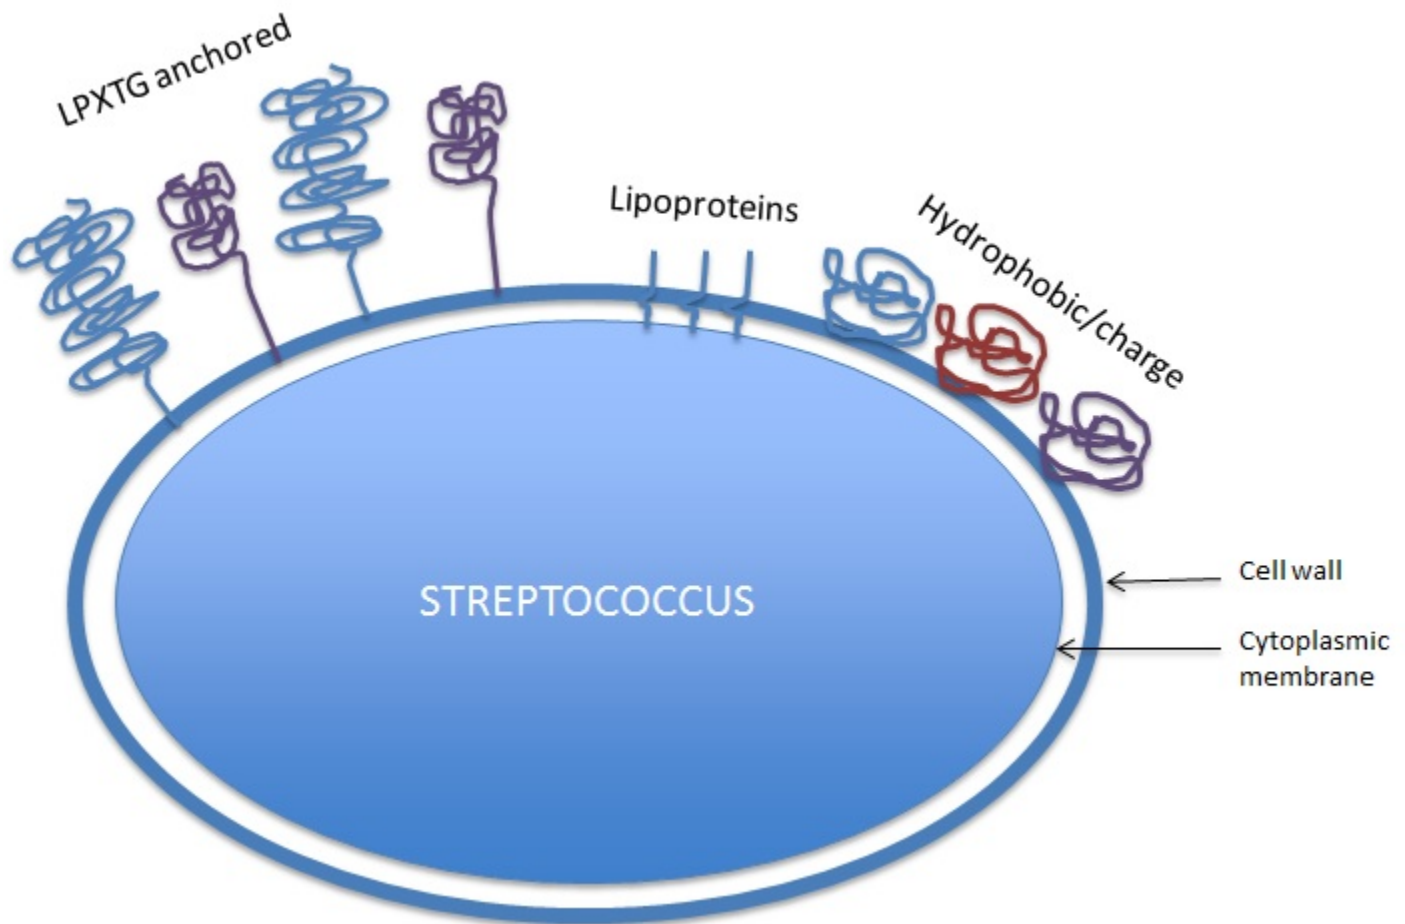 LPXTG anchored
Lipoproteins
Hydrophobic/charge
STREPTOCOCCUS
Cell wall
Cytoplasmic
membrane